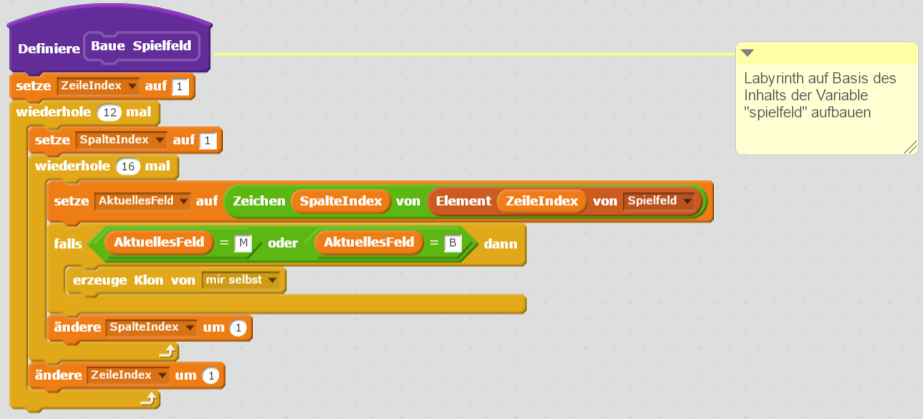 Definiere Baue Spielfeld
setze ZeileIndex auf 1
wiederhole 12 mal
setze SpalteIndex auf 1
wiederhole 16 mal
setze AktuellesFeld auf Zeichen SpalteIndex von Element ZeileIndex von Spielfeld
falls AktuellesFeld = M oder AktuellesFeld = B dann
erzeuge Klon von mir selbst
ändere SpalteIndex um 1
ändere ZeileIndex um 1
Labyrinth auf Basis des
Inhalts der Variable
"spielfeld" aufbauen